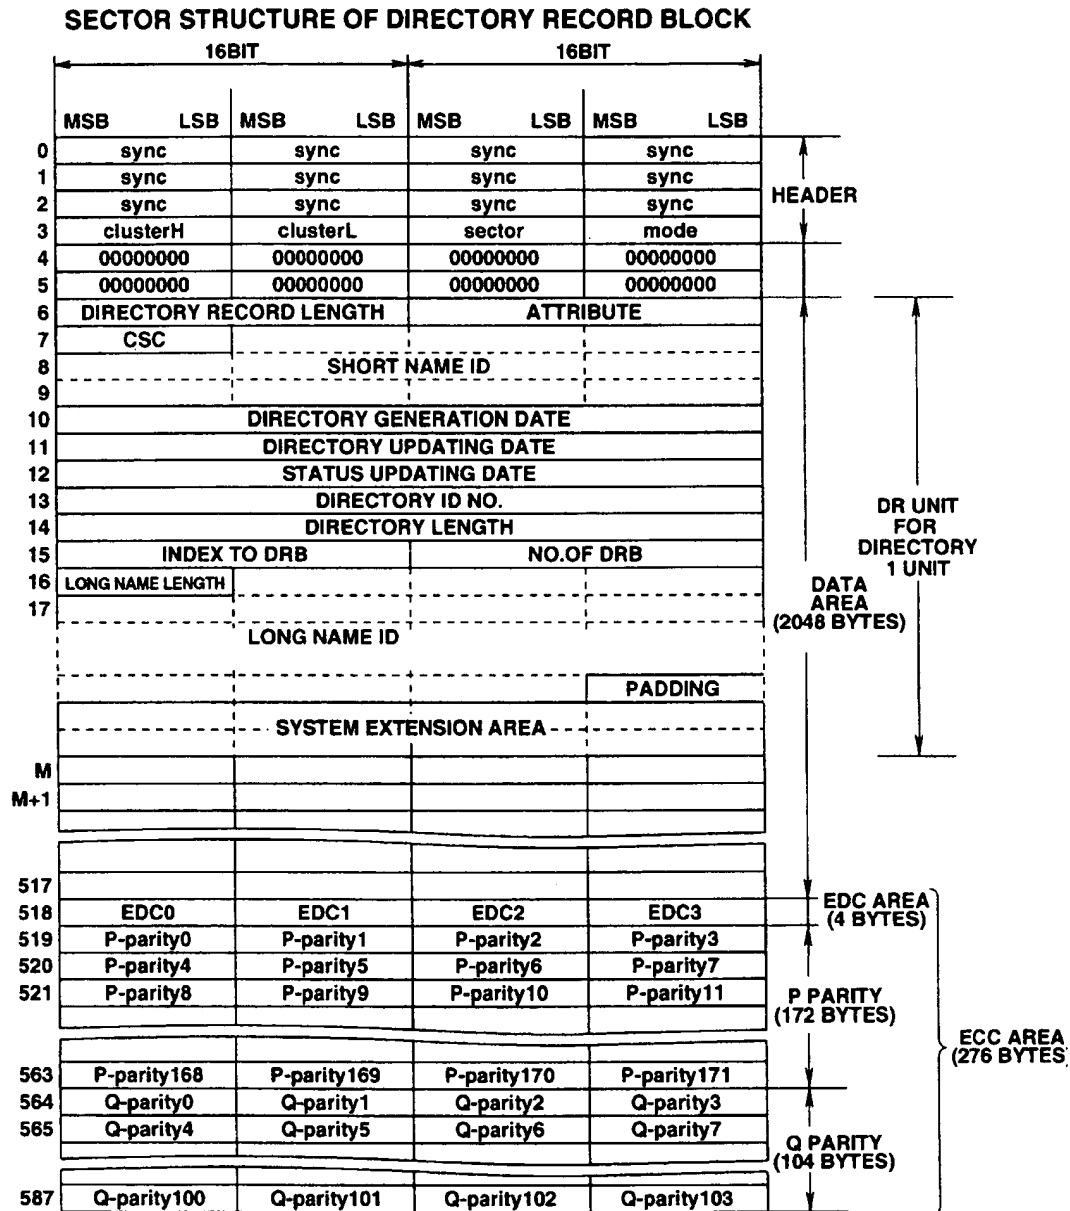 SECTOR STRUCTURE OF DIRECTORY RECORD BLOCK
16BIT 16BIT
MSB LSB MSB LSB MSB LSB MSB LSB
0 sync sync sync sync
1 sync sync sync sync
2 sync sync sync sync
HEADER
3 clusterH clusterL sector mode
4 00000000 00000000 00000000 00000000
5 00000000 00000000 00000000 00000000
6 DIRECTORY RECORD LENGTH ATTRIBUTE
7 CSC
8 SHORT NAME ID
9
10 DIRECTORY GENERATION DATE
11 DIRECTORY UPDATING DATE
12 STATUS UPDATING DATE
13 DIRECTORY ID NO.
14 DIRECTORY LENGTH
15 INDEX TO DRB NO.OF DRB
DR UNIT
FOR
DIRECTORY
1 UNIT
16 LONG NAME LENGTH
17
DATA
AREA
(2048 BYTES)
LONG NAME ID
PADDING
SYSTEM EXTENSION AREA
M
M+1
517
518 EDC0 EDC1 EDC2 EDC3
EDC AREA
(4 BYTES)
519 P-parity0 P-parity1 P-parity2 P-parity3
520 P-parity4 P-parity5 P-parity6 P-parity7
521 P-parity8 P-parity9 P-parity10 P-parity11
P PARITY
(172 BYTES)
ECC AREA
(276 BYTES)
563 P-parity168 P-parity169 P-parity170 P-parity171
564 Q-parity0 Q-parity1 Q-parity2 Q-parity3
565 Q-parity4 Q-parity5 Q-parity6 Q-parity7
Q PARITY
(104 BYTES)
587 Q-parity100 Q-parity101 Q-parity102 Q-parity103